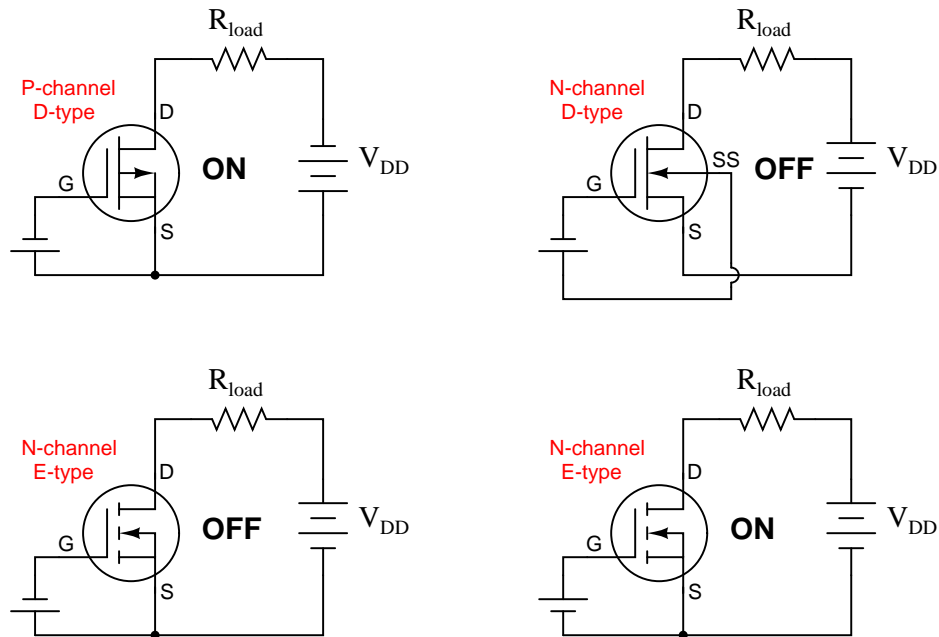 R_load
P-channel
D-type
D
ON
G
S
V_DD
R_load
N-channel
D-type
D
SS
OFF
G
S
V_DD
R_load
N-channel
E-type
D
OFF
G
S
V_DD
R_load
N-channel
E-type
D
ON
G
S
V_DD